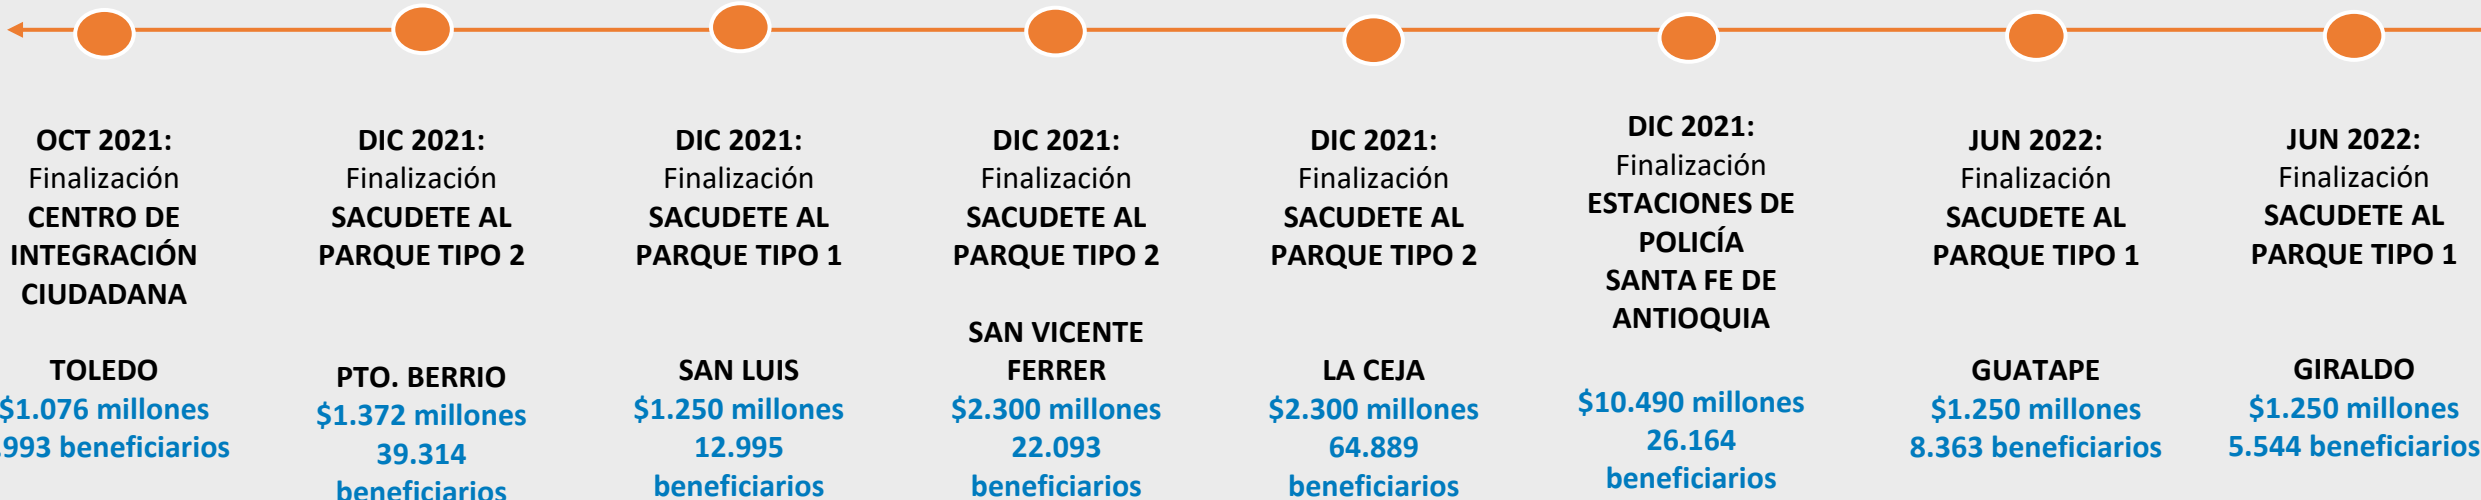 OCT 2021:
Finalización
CENTRO DE
INTEGRACIÓN
CIUDADANA
TOLEDO
$1.076 millones
.993 beneficiarios
DIC 2021:
Finalización
SACUDETE AL
PARQUE TIPO 2
PTO. BERRIO
$1.372 millones
39.314
beneficiarios
DIC 2021:
Finalización
SACUDETE AL
PARQUE TIPO 1
SAN LUIS
$1.250 millones
12.995
beneficiarios
DIC 2021:
Finalización
SACUDETE AL
PARQUE TIPO 2
SAN VICENTE
FERRER
$2.300 millones
22.093
beneficiarios
DIC 2021:
Finalización
SACUDETE AL
PARQUE TIPO 2
LA CEJA
$2.300 millones
64.889
beneficiarios
DIC 2021:
Finalización
ESTACIONES DE
POLICÍA
SANTA FE DE
ANTIOQUIA
$10.490 millones
26.164
beneficiarios
JUN 2022:
Finalización
SACUDETE AL
PARQUE TIPO 1
GUATAPE
$1.250 millones
8.363 beneficiarios
JUN 2022:
Finalización
SACUDETE AL
PARQUE TIPO 1
GIRALDO
$1.250 millones
5.544 beneficiarios